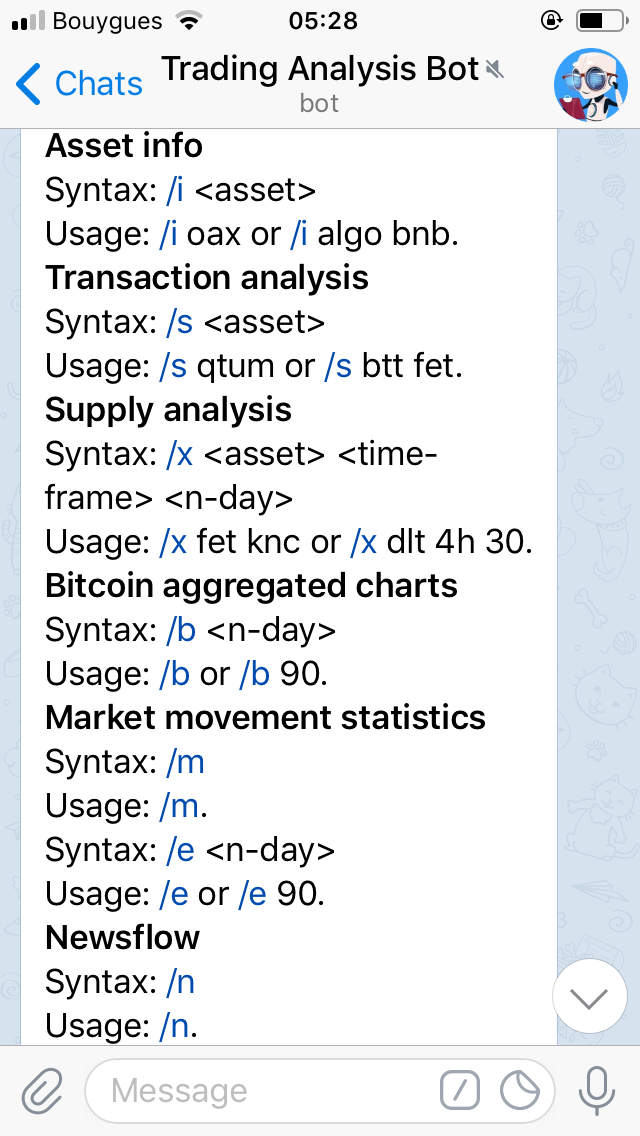 Bouygues
05:28
Chats
Trading Analysis Bot
bot
Asset info
Syntax: /i <asset>
Usage: /i oax or /i algo bnb.
Transaction analysis
Syntax: /s <asset>
Usage: /s qtum or /s btt fet.
Supply analysis
Syntax: /x <asset> <time-
frame> <n-day>
Usage: /x fet knc or /x dlt 4h 30.
Bitcoin aggregated charts
Syntax: /b <n-day>
Usage: /b or /b 90.
Market movement statistics
Syntax: /m
Usage: /m.
Syntax: /e <n-day>
Usage: /e or /e 90.
Newsflow
Syntax: /n
Usage: /n.
Message